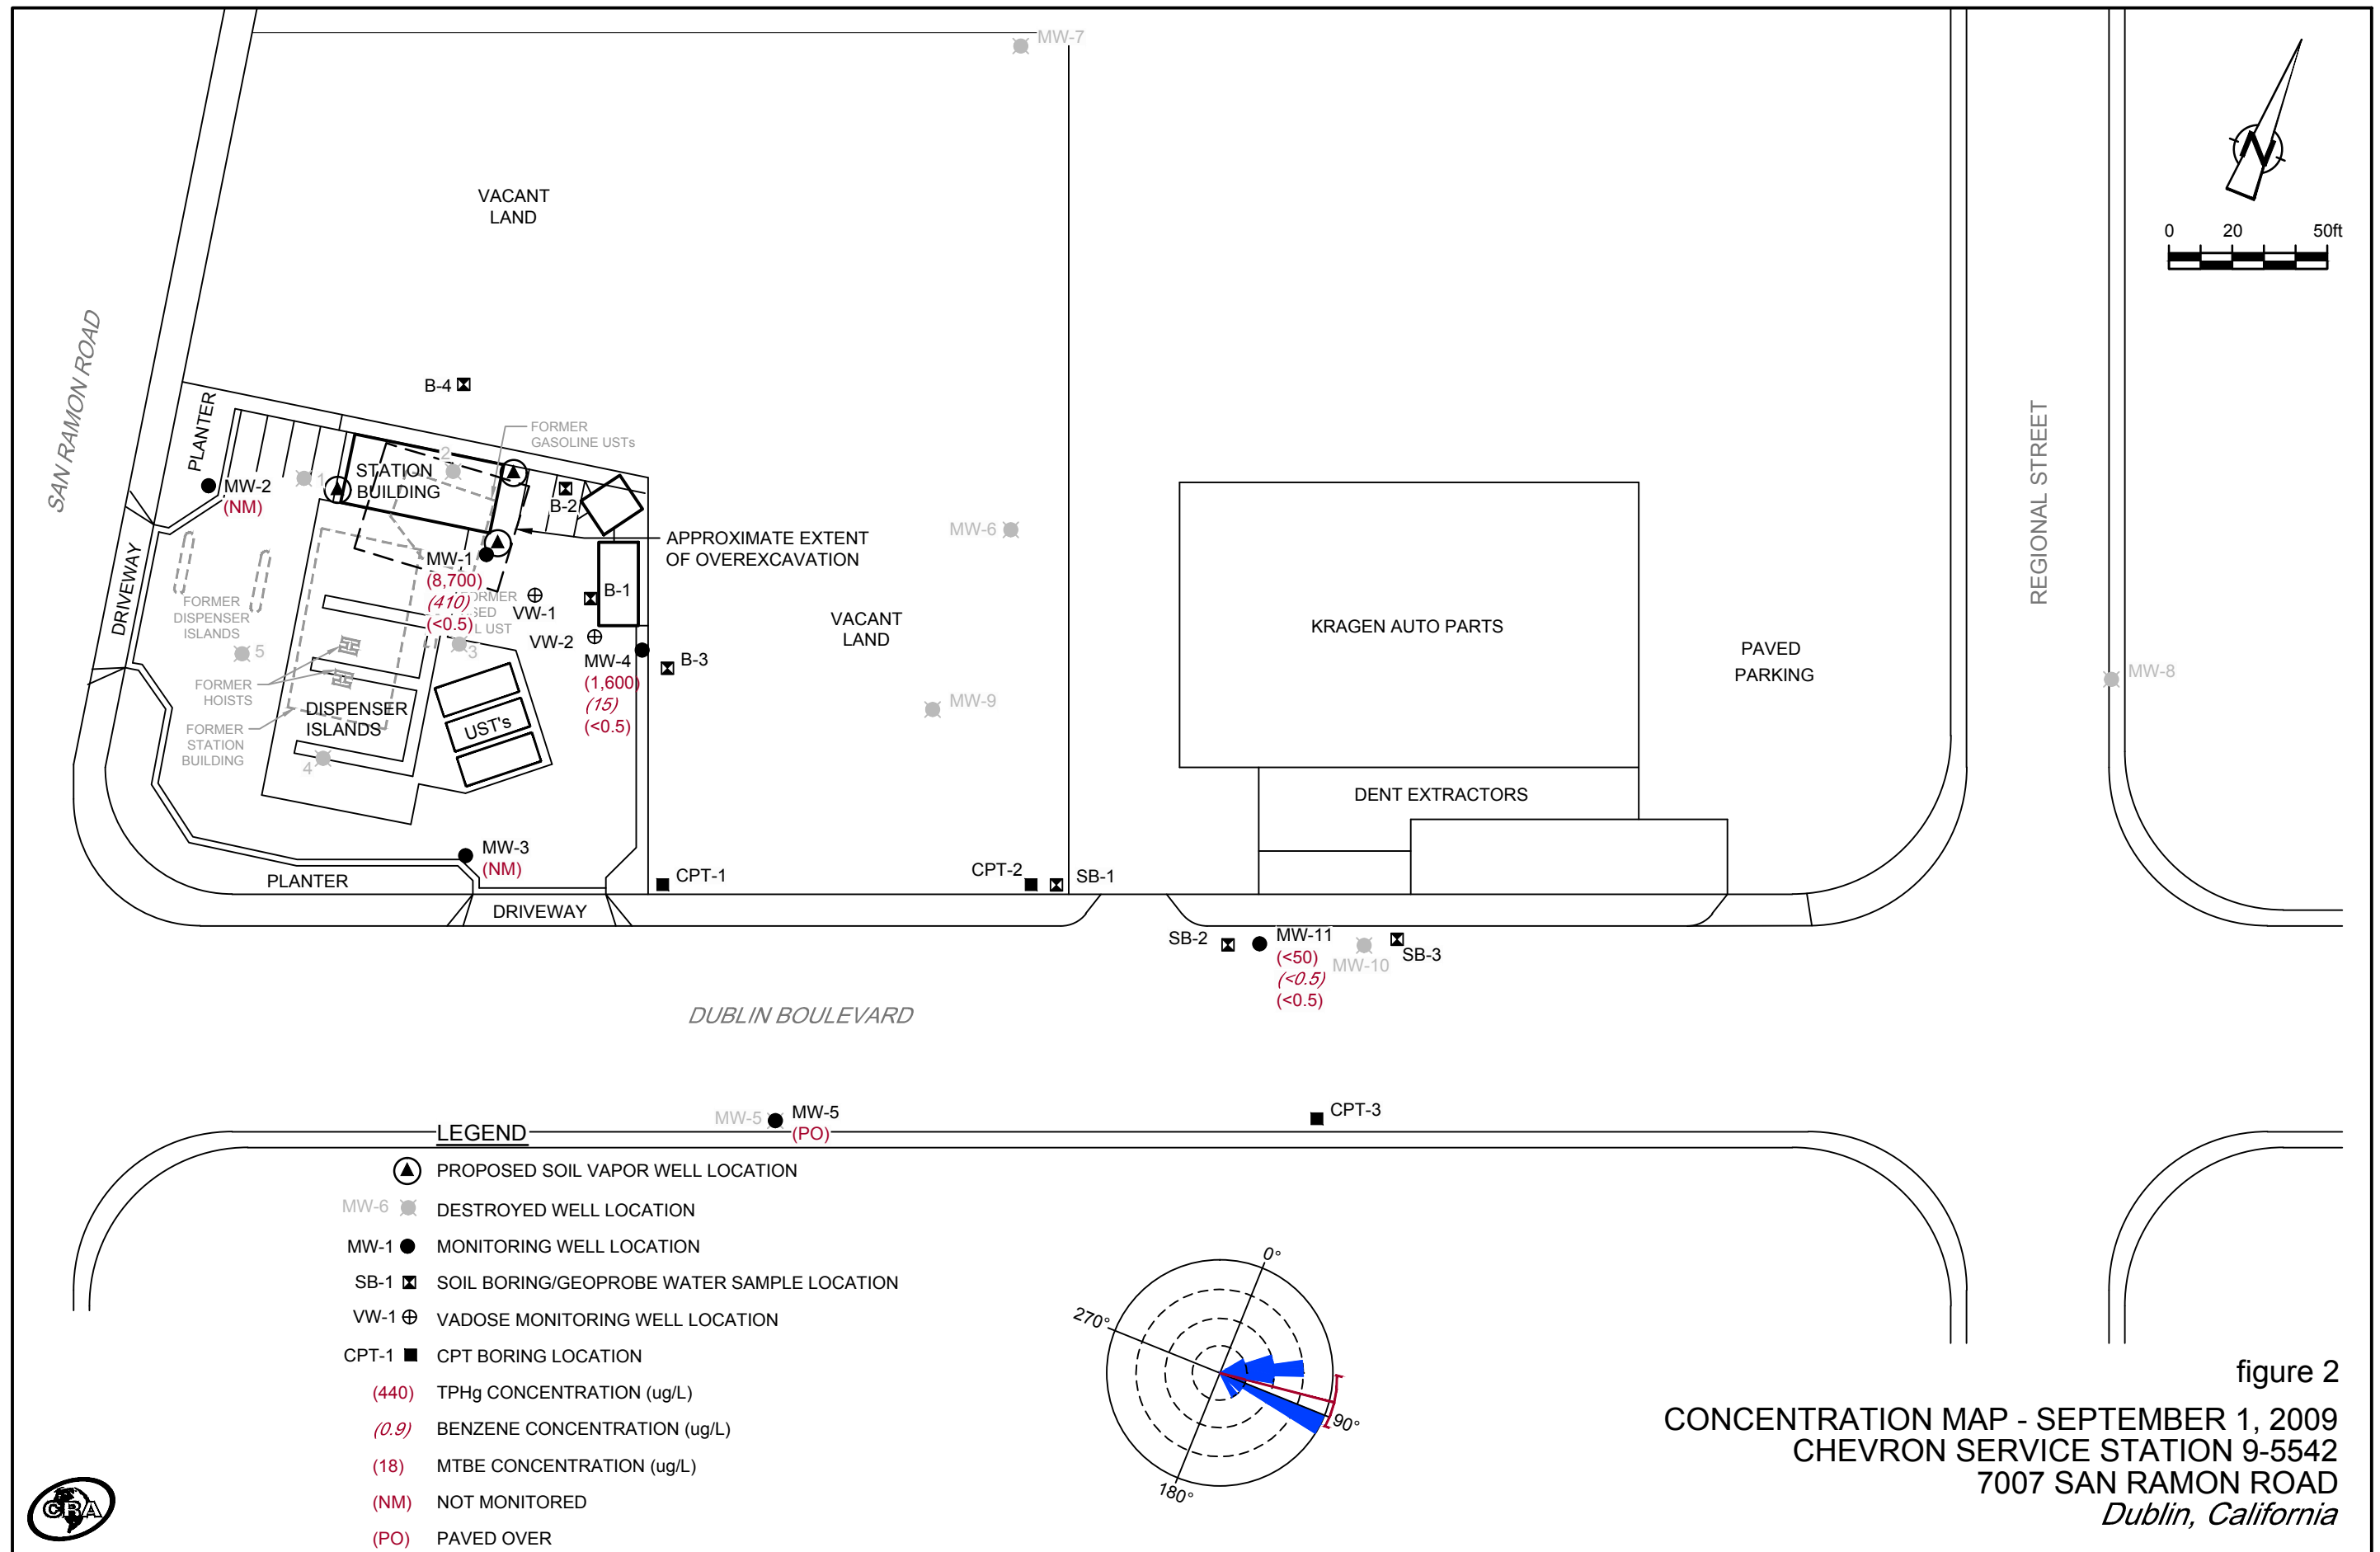 MW-7
N
0 20 50ft
VACANT
LAND
SAN RAMON ROAD
B-4
FORMER
GASOLINE USTs
PLANTER
2
STATION
BUILDING
1
MW-2
(NM)
B-2
APPROXIMATE EXTENT
OF OVEREXCAVATION
MW-6
REGIONAL STREET
DRIVEWAY
MW-1
(8,700)
(410)
(<0.5)
VW-1
B-1
FORMER
DISPENSER
ISLANDS
VW-2
3
5
MW-4
(1,600)
(15)
(<0.5)
B-3
VACANT
LAND
KRAGEN AUTO PARTS
PAVED
PARKING
MW-8
FORMER
HOISTS
MW-9
DISPENSER
ISLANDS
UST's
FORMER
STATION
BUILDING
4
DENT EXTRACTORS
MW-3
(NM)
PLANTER
CPT-1
CPT-2
SB-1
DRIVEWAY
SB-2
MW-11
(<50)
(<0.5)
(<0.5)
MW-10
SB-3
DUBLIN BOULEVARD
MW-5
MW-5
(PO)
CPT-3
LEGEND
PROPOSED SOIL VAPOR WELL LOCATION
MW-6 DESTROYED WELL LOCATION
MW-1 MONITORING WELL LOCATION
SB-1 SOIL BORING/GEOPROBE WATER SAMPLE LOCATION
VW-1 VADOSE MONITORING WELL LOCATION
CPT-1 CPT BORING LOCATION
(440) TPHg CONCENTRATION (ug/L)
(0.9) BENZENE CONCENTRATION (ug/L)
(18) MTBE CONCENTRATION (ug/L)
(NM) NOT MONITORED
(PO) PAVED OVER
0°
270°
90°
180°
CRA
figure 2
CONCENTRATION MAP - SEPTEMBER 1, 2009
CHEVRON SERVICE STATION 9-5542
7007 SAN RAMON ROAD
Dublin, California